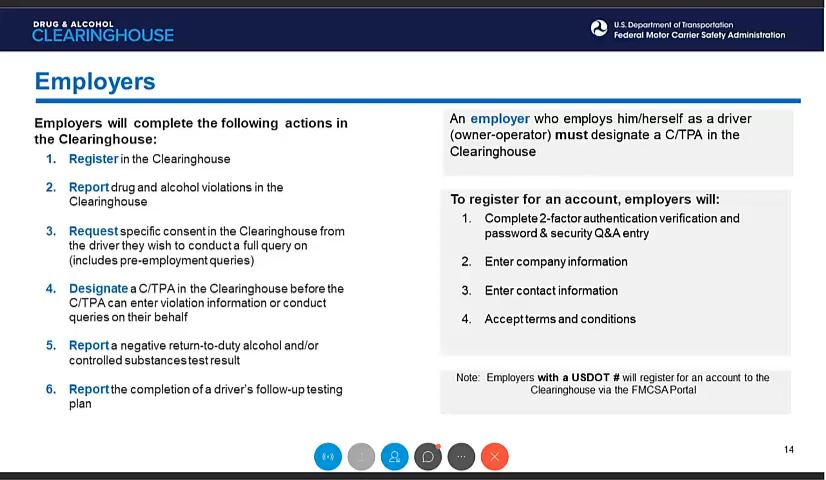 DRUG & ALCOHOL
CLEARINGHOUSE
U.S. Department of Transportation
Federal Motor Carrier Safety Administration
Employers
Employers will complete the following actions in
the Clearinghouse:
1. Register in the Clearinghouse
2. Report drug and alcohol violations in the
Clearinghouse
3. Request specific consent in the Clearinghouse from
the driver they wish to conduct a full query on
(includes pre-employment queries)
4. Designate a C/TPA in the Clearinghouse before the
C/TPA can enter violation information or conduct
queries on their behalf
5. Report a negative return-to-duty alcohol and/or
controlled substances test result
6. Report the completion of a driver's follow-up testing
plan
An employer who employs him/herself as a driver
(owner-operator) must designate a C/TPA in the
Clearinghouse
To register for an account, employers will:
1. Complete 2-factor authentication verification and
password & security Q&A entry
2. Enter company information
3. Enter contact information
4. Accept terms and conditions
Note: Employers with a USDOT # will register for an account to the
Clearinghouse via the FMCSA Portal
14